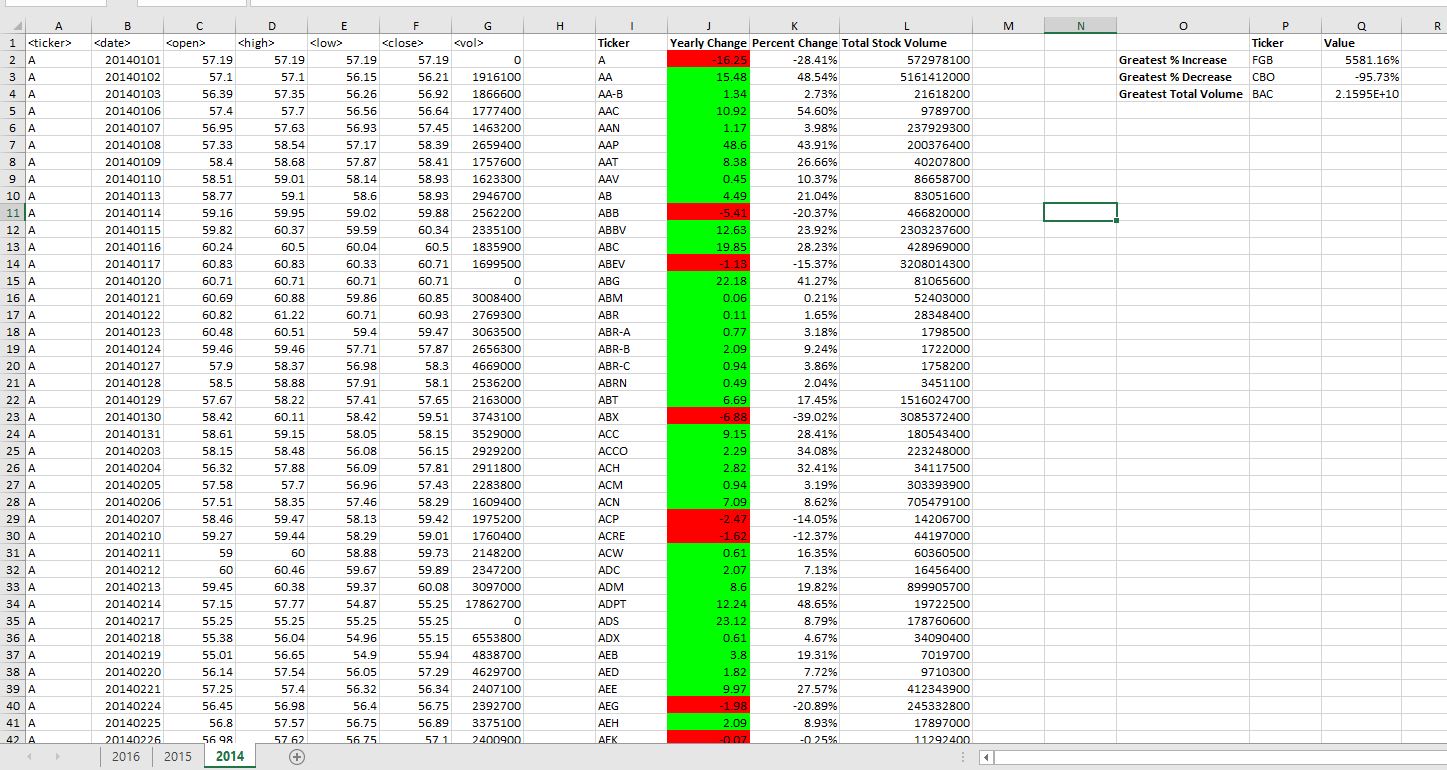 A B C D E F G H I J K L M N O P Q R
1 <ticker> <date> <open> <high> <low> <close> <vol> Ticker Yearly Change Percent Change Total Stock Volume Ticker Value
2 A 20140101 57.19 57.19 57.19 57.19 0 A -16.25 -28.41% 572978100 Greatest % Increase FGB 5581.16%
3 A 20140102 57.1 57.1 56.15 56.21 1916100 AA 15.48 48.54% 5161412000 Greatest % Decrease CBO -95.73%
4 A 20140103 56.39 57.35 56.26 56.92 1866600 AA-B 1.34 2.73% 21618200 Greatest Total Volume BAC 2.1595E+10
5 A 20140106 57.4 57.7 56.56 56.64 1777400 AAC 10.92 54.60% 9789700
6 A 20140107 56.95 57.63 56.93 57.45 1463200 AAN 1.17 3.98% 237929300
7 A 20140108 57.33 58.54 57.17 58.39 2659400 AAP 48.6 43.91% 200376400
8 A 20140109 58.4 58.68 57.87 58.41 1757600 AAT 8.38 26.66% 40207800
9 A 20140110 58.51 59.01 58.14 58.93 1623300 AAV 0.45 10.37% 86658700
10 A 20140113 58.77 59.1 58.6 58.93 2946700 AB 4.49 21.04% 83051600
11 A 20140114 59.16 59.95 59.02 59.88 2562200 ABB -5.41 -20.37% 466820000
12 A 20140115 59.82 60.37 59.59 60.34 2335100 ABBV 12.63 23.92% 2303237600
13 A 20140116 60.24 60.5 60.04 60.5 1835900 ABC 19.85 28.23% 428969000
14 A 20140117 60.83 60.83 60.33 60.71 1699500 ABEV -1.13 -15.37% 3208014300
15 A 20140120 60.71 60.71 60.71 60.71 0 ABG 22.18 41.27% 81065600
16 A 20140121 60.69 60.88 59.86 60.85 3008400 ABM 0.06 0.21% 52403000
17 A 20140122 60.82 61.22 60.71 60.93 2769300 ABR 0.11 1.65% 28348400
18 A 20140123 60.48 60.51 59.4 59.47 3063500 ABR-A 0.77 3.18% 1798500
19 A 20140124 59.46 59.46 57.71 57.87 2656300 ABR-B 2.09 9.24% 1722000
20 A 20140127 57.9 58.37 56.98 58.3 4669000 ABR-C 0.94 3.86% 1758200
21 A 20140128 58.5 58.88 57.91 58.1 2536200 ABRN 0.49 2.04% 3451100
22 A 20140129 57.67 58.22 57.41 57.65 2163000 ABT 6.69 17.45% 1516024700
23 A 20140130 58.42 60.11 58.42 59.51 3743100 ABX -6.88 -39.02% 3085372400
24 A 20140131 58.61 59.15 58.05 58.15 3529000 ACC 9.15 28.41% 180543400
25 A 20140203 58.15 58.48 56.08 56.15 2929200 ACCO 2.29 34.08% 223248000
26 A 20140204 56.32 57.88 56.09 57.81 2911800 ACH 2.82 32.41% 34117500
27 A 20140205 57.58 57.7 56.96 57.43 2283800 ACM 0.94 3.19% 303393900
28 A 20140206 57.51 58.35 57.46 58.29 1609400 ACN 7.09 8.62% 705479100
29 A 20140207 58.46 59.47 58.13 59.42 1975200 ACP -2.47 -14.05% 14206700
30 A 20140210 59.27 59.44 58.29 59.01 1760400 ACRE -1.62 -12.37% 44197000
31 A 20140211 59 60 58.88 59.73 2148200 ACW 0.61 16.35% 60360500
32 A 20140212 60 60.46 59.67 59.89 2347200 ADC 2.07 7.13% 16456400
33 A 20140213 59.45 60.38 59.37 60.08 3097000 ADM 8.6 19.82% 899905700
34 A 20140214 57.15 57.77 54.87 55.25 17862700 ADPT 12.24 48.65% 19722500
35 A 20140217 55.25 55.25 55.25 55.25 0 ADS 23.12 8.79% 178760600
36 A 20140218 55.38 56.04 54.96 55.15 6553800 ADX 0.61 4.67% 34090400
37 A 20140219 55.01 56.65 54.9 55.94 4838700 AEB 3.8 19.31% 7019700
38 A 20140220 56.14 57.54 56.05 57.29 4629700 AED 1.82 7.72% 9710300
39 A 20140221 57.25 57.4 56.32 56.34 2407100 AEE 9.97 27.57% 412343900
40 A 20140224 56.45 56.98 56.4 56.75 2392700 AEG -1.98 -20.89% 245332800
41 A 20140225 56.8 57.57 56.75 56.89 3375100 AEH 2.09 8.93% 17897000
42 A 20140226 56.98 57.62 56.75 57.1 2400900 AEK -0.07 -0.25% 11292400
2016 2015 2014